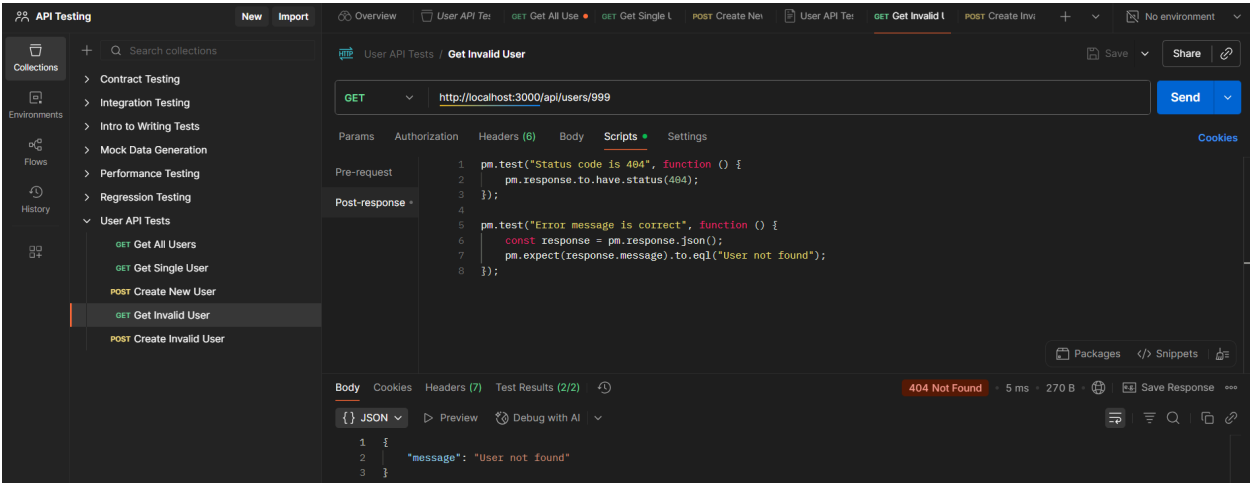 API Testing New Import
Overview User API Te GET Get All Use GET Get Single U POST Create Nev User API Te GET Get Invalid U POST Create Inva No environment
Collections
Environments
Flows
History
Search collections
Contract Testing
Integration Testing
Intro to Writing Tests
Mock Data Generation
Performance Testing
Regression Testing
User API Tests
GET Get All Users
GET Get Single User
POST Create New User
GET Get Invalid User
POST Create Invalid User
HTTP User API Tests / Get Invalid User Save Share
GET http://localhost:3000/api/users/999 Send
Params Authorization Headers (6) Body Scripts Settings Cookies
Pre-request
Post-response
1 pm.test("Status code is 404", function () {
2 pm.response.to.have.status(404);
3 });
4
5 pm.test("Error message is correct", function () {
6 const response = pm.response.json();
7 pm.expect(response.message).to.eql("User not found");
8 });
Packages </> Snippets
Body Cookies Headers (7) Test Results (2/2) 404 Not Found 5 ms 270 B e.g. Save Response
{} JSON Preview Debug with AI
1 {
2 "message": "User not found"
3 }